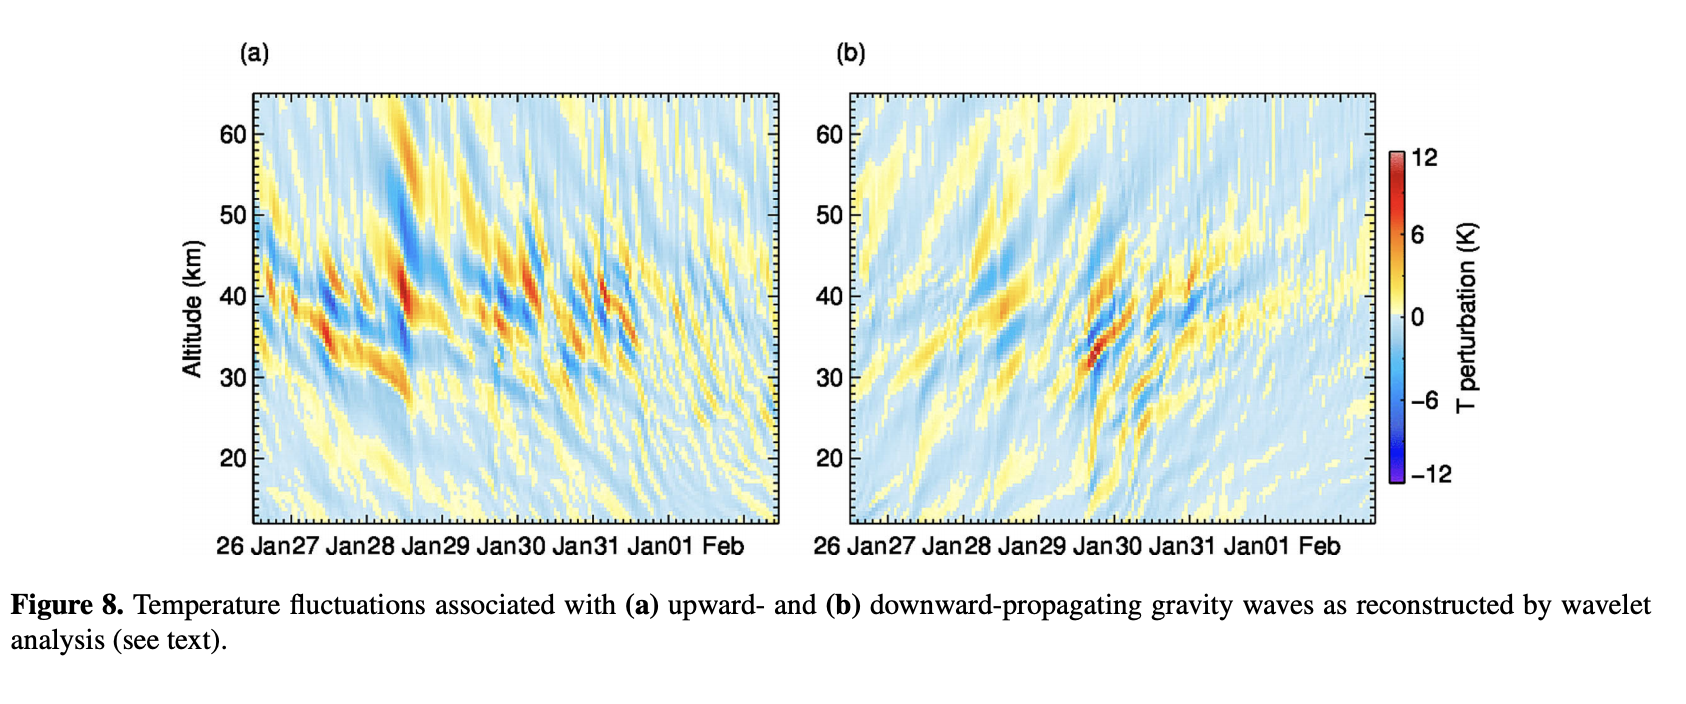 (a)
(b)
60
50
40
30
20
Altitude (km)
26 Jan27 Jan28 Jan29 Jan30 Jan31 Jan01 Feb
60
50
40
30
20
26 Jan27 Jan28 Jan29 Jan30 Jan31 Jan01 Feb
12
6
0
−6
−12
T perturbation (K)
Figure 8. Temperature fluctuations associated with (a) upward- and (b) downward-propagating gravity waves as reconstructed by wavelet
analysis (see text).